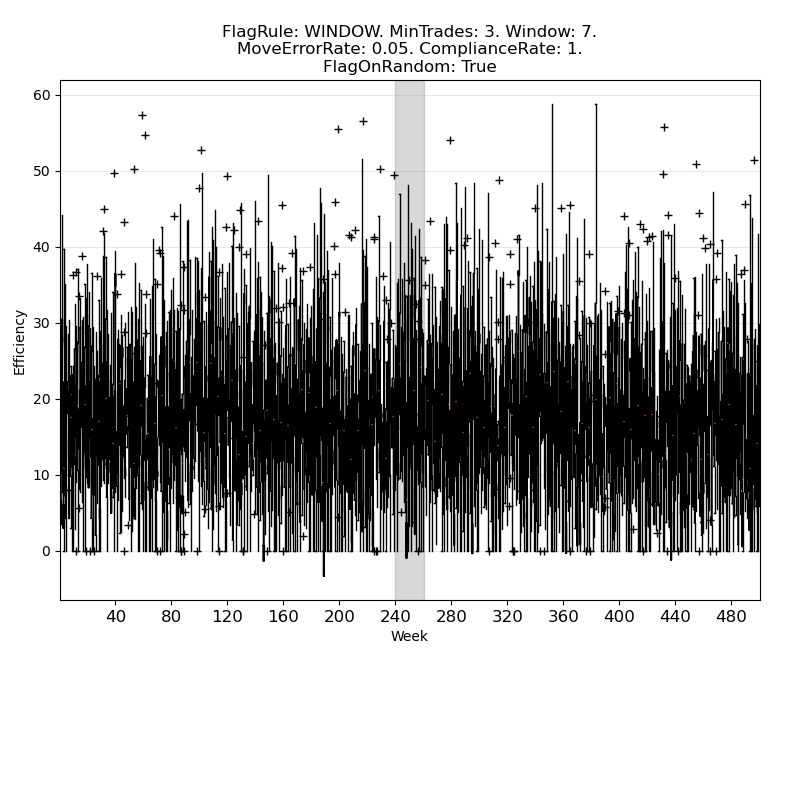 FlagRule: WINDOW. MinTrades: 3. Window: 7.
MoveErrorRate: 0.05. ComplianceRate: 1.
FlagOnRandom: True
60
50
40
30
20
10
0
Efficiency
40 80 120 160 200 240 280 320 360 400 440 480
Week